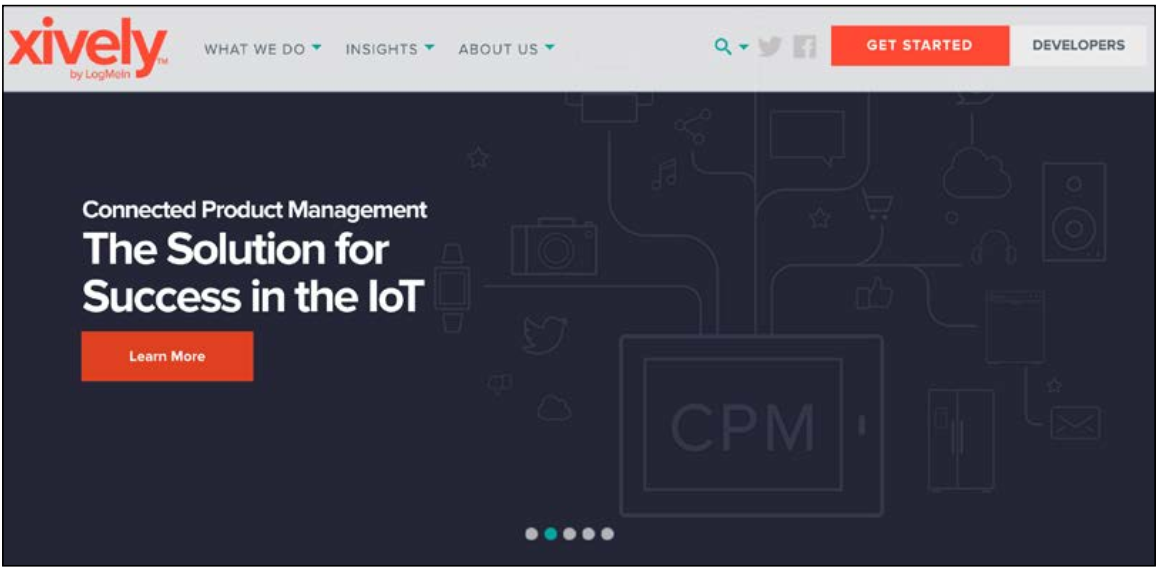 xively™
by LogMeIn
WHAT WE DO
INSIGHTS
ABOUT US
GET STARTED
DEVELOPERS
Connected Product Management
The Solution for
Success in the IoT
Learn More
CPM